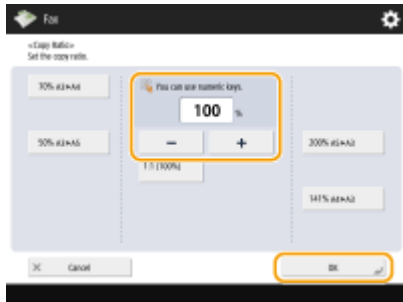 Fax
<Copy Ratio>
Set the copy ratio.
70% A3▶A4
You can use numeric keys.
100 %
50% A3▶A5
− +
200% A5▶A3
1:1 (100%)
141% A4▶A3
× Cancel
OK